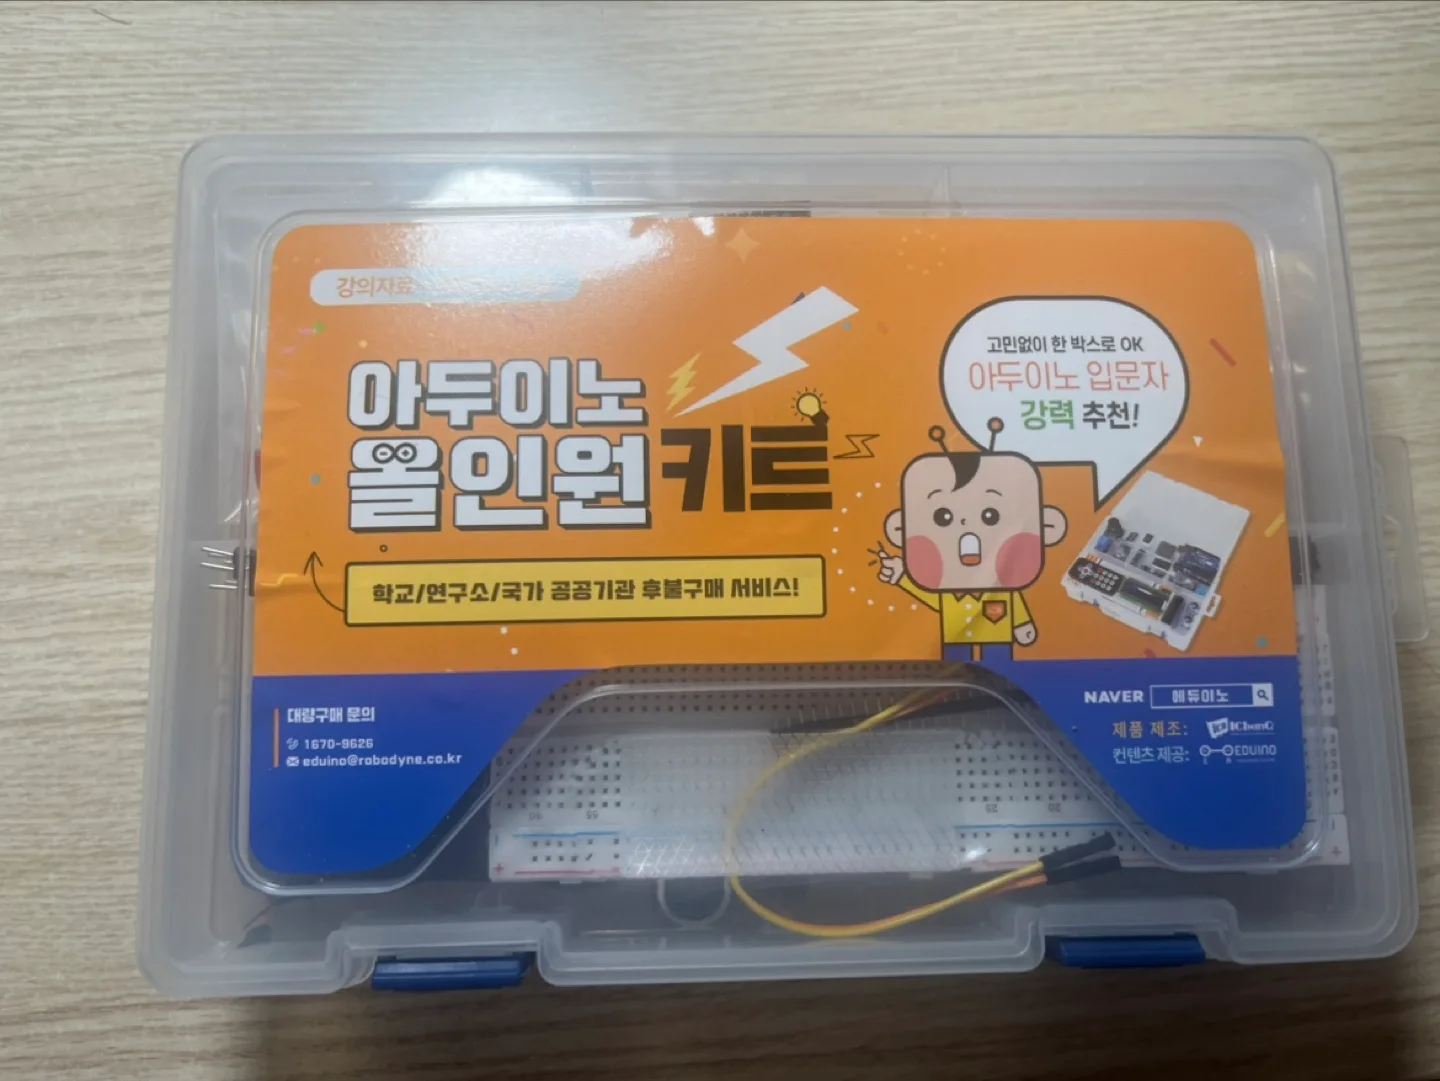 강의자료
아두이노
올인원 키트
학교/연구소/국가 공공기관 후불구매 서비스!
고민없이 한 박스로 OK
아두이노 입문자
강력 추천!
대량구매 문의
1670-9626
eduino@robodyne.co.kr
NAVER 에듀이노
제품 제조:
컨텐츠 제공: EDUINO